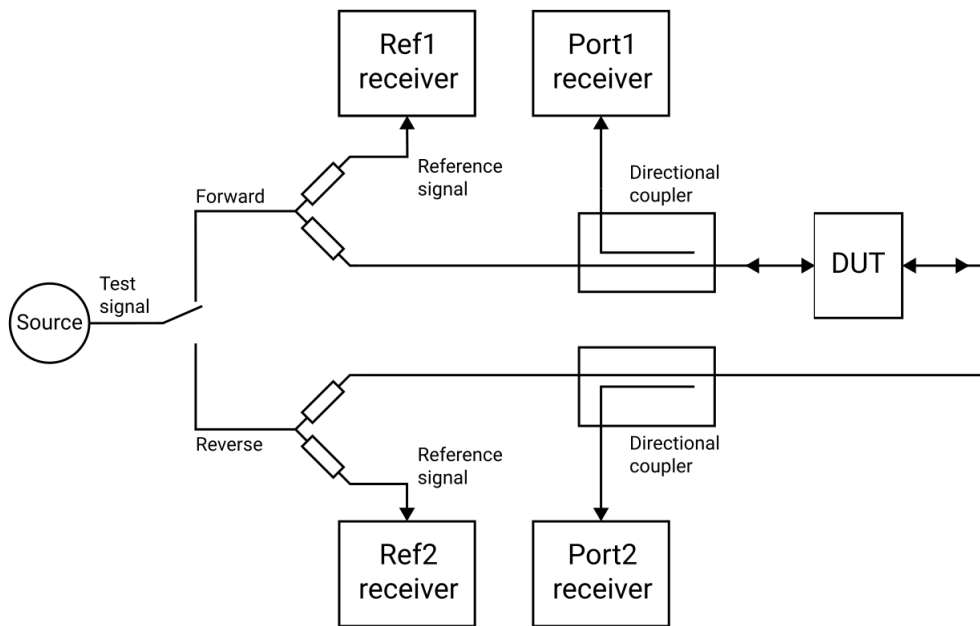 Ref1
receiver
Port1
receiver
Reference
signal
Directional
coupler
Forward
DUT
Test
signal
Source
Reverse
Reference
signal
Directional
coupler
Ref2
receiver
Port2
receiver